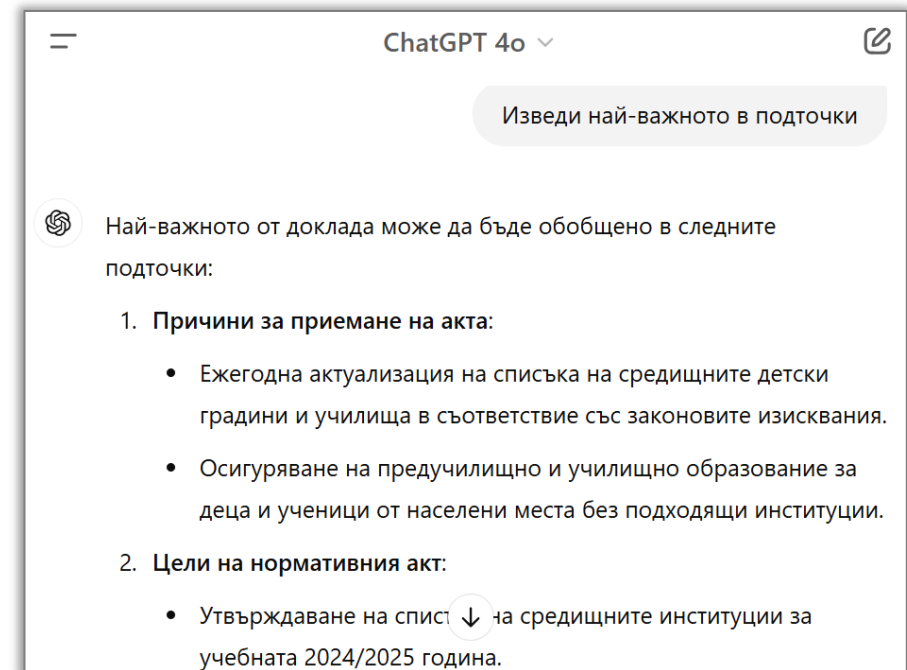 ChatGPT 4o
Изведи най-важното в подточки
Най-важното от доклада може да бъде обобщено в следните
подточки:
1. Причини за приемане на акта:
• Ежегодна актуализация на списъка на средищните детски
градини и училища в съответствие със законовите изисквания.
• Осигуряване на предучилищно и училищно образование за
деца и ученици от населени места без подходящи институции.
2. Цели на нормативния акт:
• Утвърждаване на на средищните институции за
учебната 2024/2025 година.